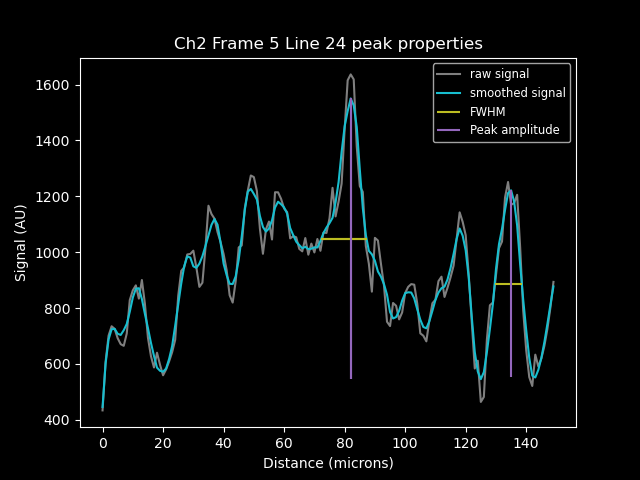 Ch2 Frame 5 Line 24 peak properties
raw signal
smoothed signal
FWHM
Peak amplitude
Signal (AU)
1600
1400
1200
1000
800
600
400
0 20 40 60 80 100 120 140
Distance (microns)